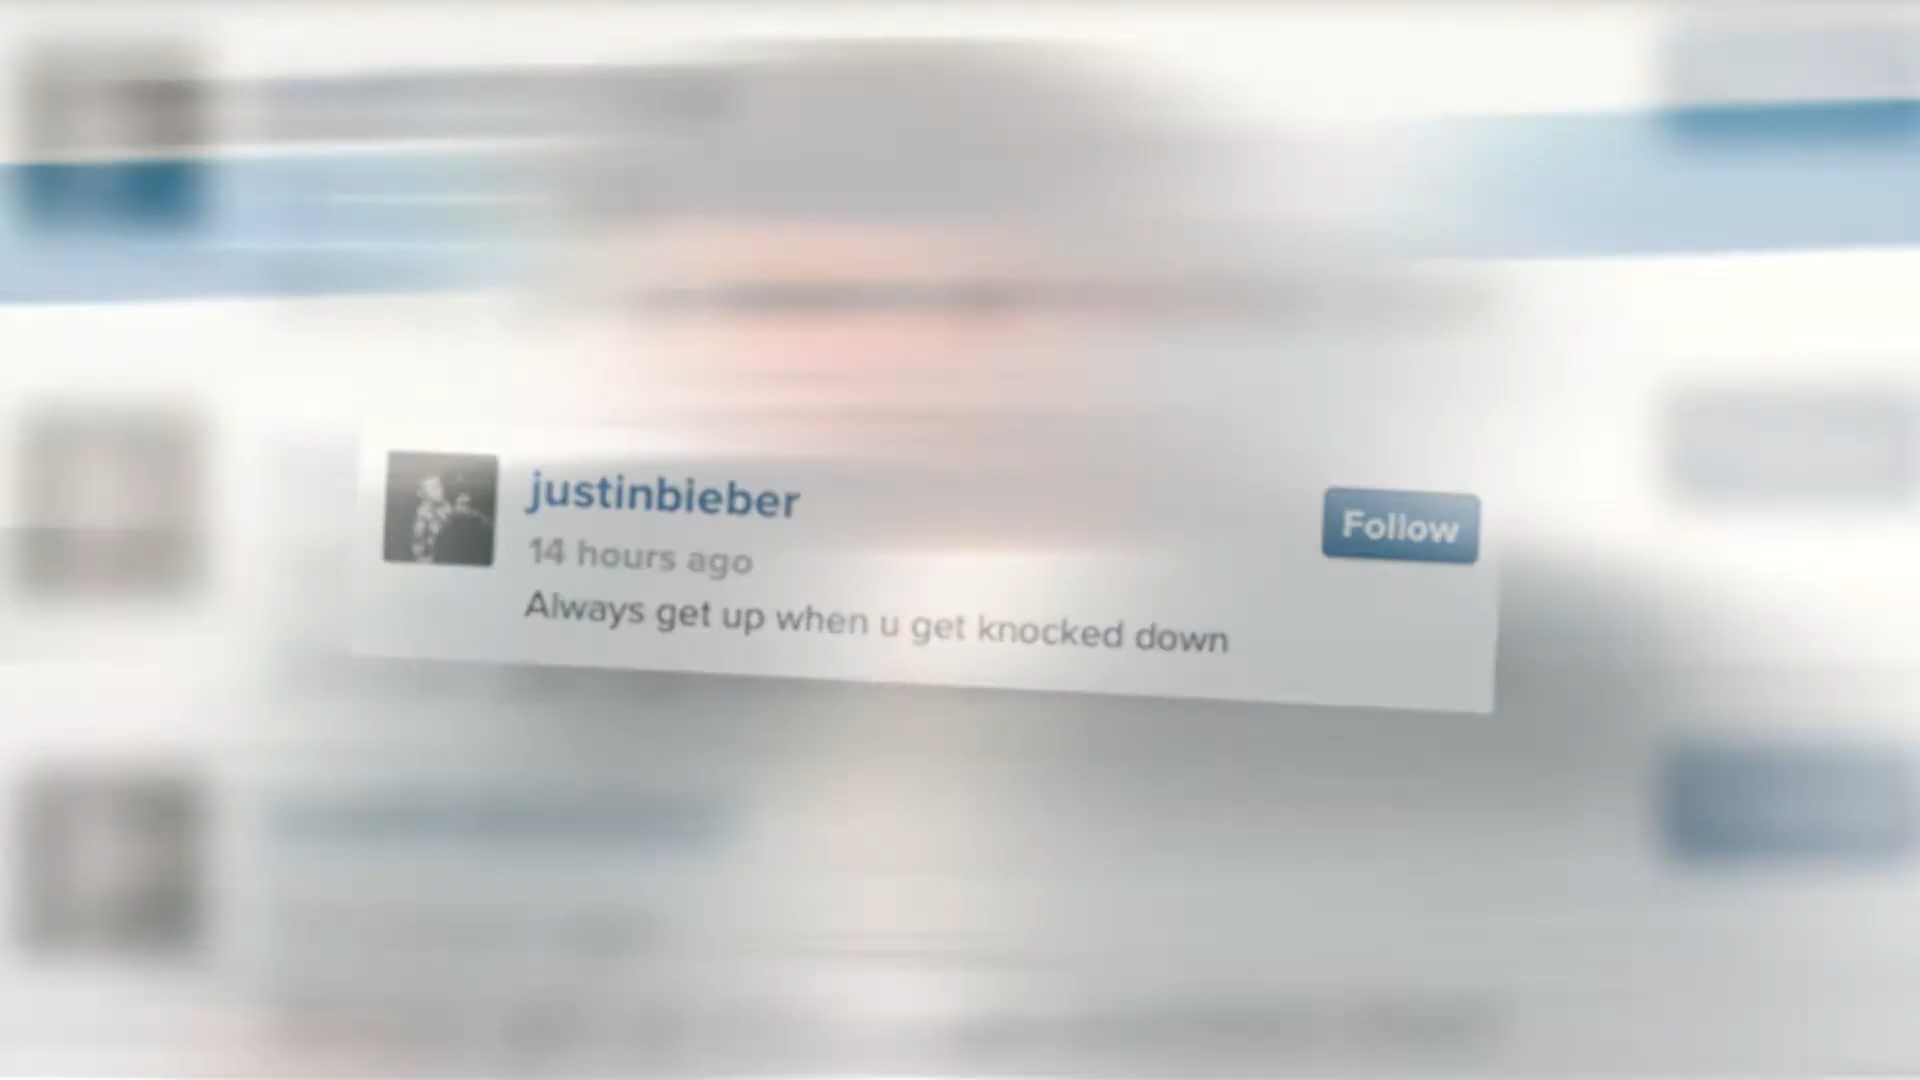 justinbieber
Follow
14 hours ago
Always get up when u get knocked down